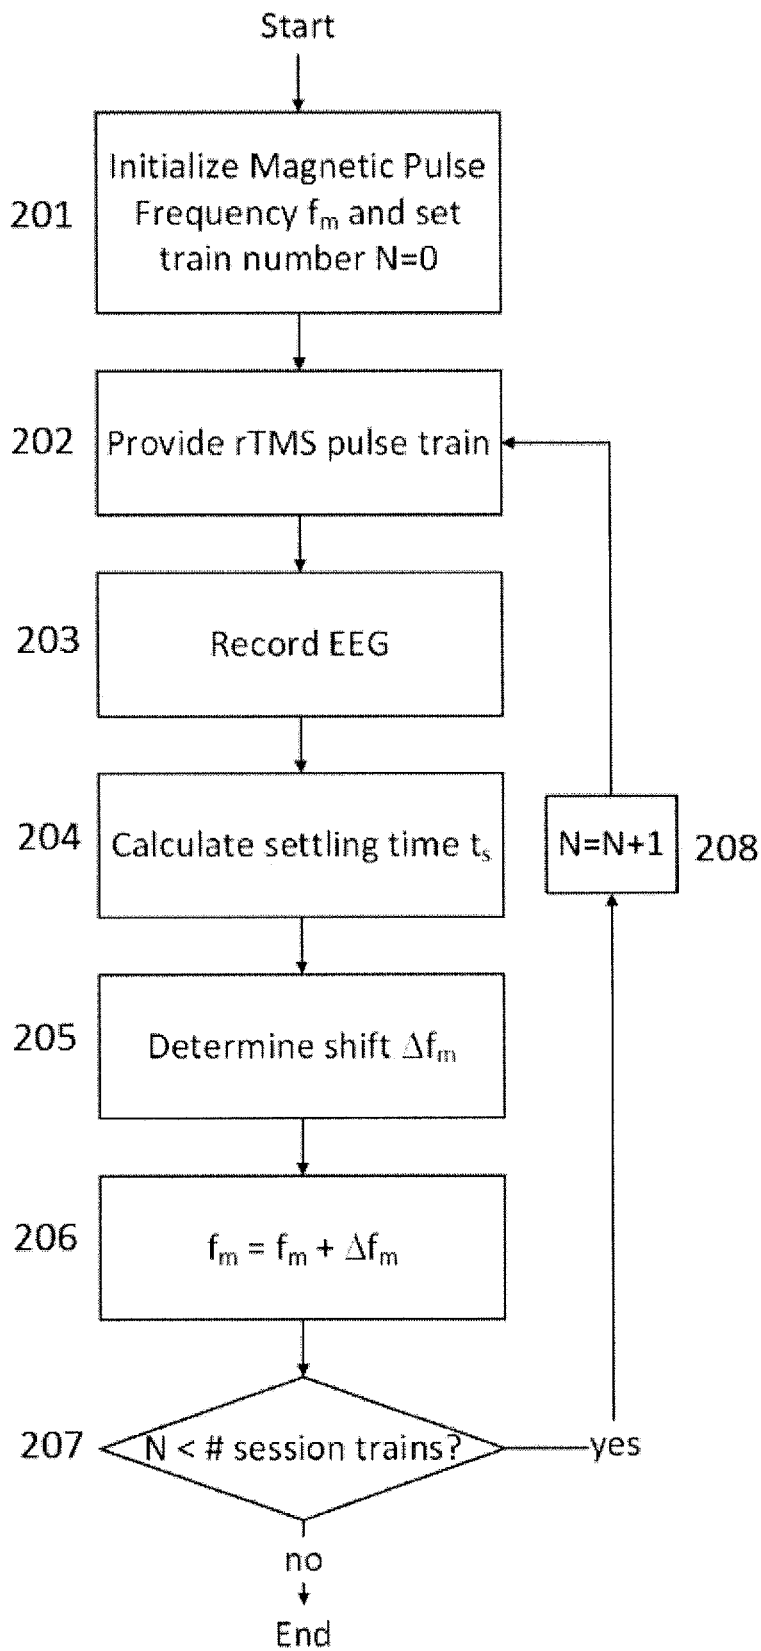 Start
201
Initialize Magnetic Pulse
Frequency fₘ and set
train number N=0
202
Provide rTMS pulse train
203
Record EEG
204
Calculate settling time tₛ
N=N+1
208
205
Determine shift Δfₘ
206
fₘ = fₘ + Δfₘ
207
N < # session trains?
yes
no
End